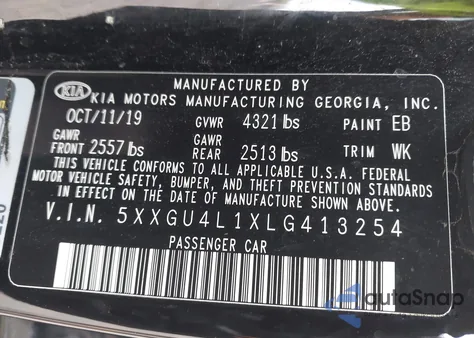 MANUFACTURED BY
KIA KIA MOTORS MANUFACTURING GEORGIA, INC.
OCT/11/19 GVWR 4321 lbs PAINT EB
GAWR FRONT 2557 lbs GAWR REAR 2513 lbs TRIM WK
THIS VEHICLE CONFORMS TO ALL APPLICABLE U.S.A. FEDERAL
MOTOR VEHICLE SAFETY, BUMPER, AND THEFT PREVENTION STANDARDS
IN EFFECT ON THE DATE OF MANUFACTURE SHOWN ABOVE.
V.I.N. 5XXGU4L1XLG413254
PASSENGER CAR
autoSnap